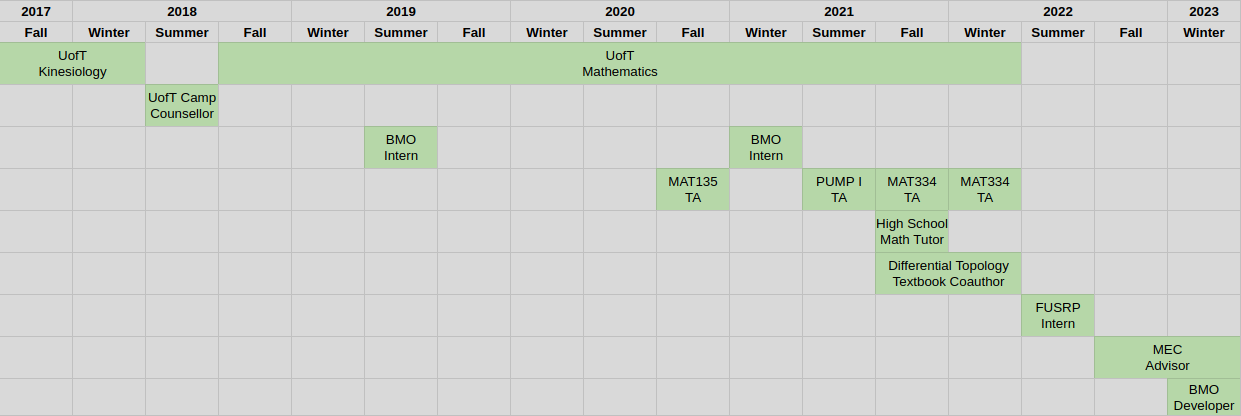 2017 2018 2019 2020 2021 2022 2023
Fall Winter Summer Fall Winter Summer Fall Winter Summer Fall Winter Summer Fall Winter Summer Fall Winter
UofT
Kinesiology
UofT
Mathematics
UofT Camp
Counsellor
BMO
Intern
BMO
Intern
MAT135
TA
PUMP I
TA
MAT334
TA
MAT334
TA
High School
Math Tutor
Differential Topology
Textbook Coauthor
FUSRP
Intern
MEC
Advisor
BMO
Developer